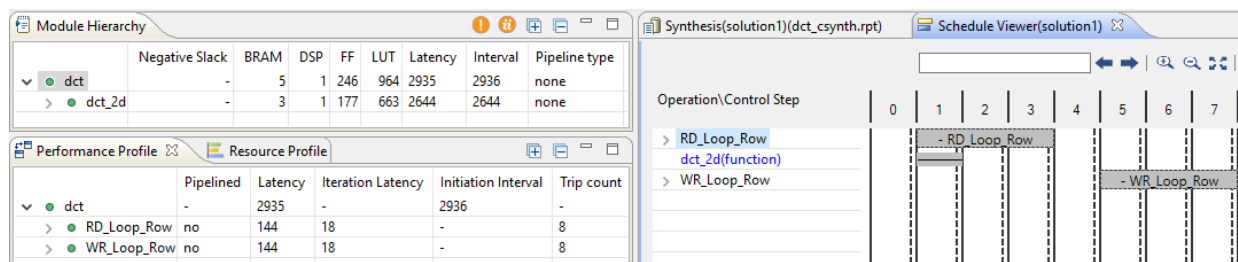 Module Hierarchy
Negative Slack BRAM DSP FF LUT Latency Interval Pipeline type
dct - 5 1 246 964 2935 2936 none
dct_2d - 3 1 177 663 2644 2644 none
Performance Profile Resource Profile
Pipelined Latency Iteration Latency Initiation Interval Trip count
dct - 2935 - 2936 -
RD_Loop_Row no 144 18 - 8
WR_Loop_Row no 144 18 - 8
Synthesis(solution1)(dct_csynth.rpt) Schedule Viewer(solution1)
Operation\Control Step 0 1 2 3 4 5 6 7
RD_Loop_Row - RD_Loop_Row
dct_2d(function)
WR_Loop_Row - WR_Loop_Row